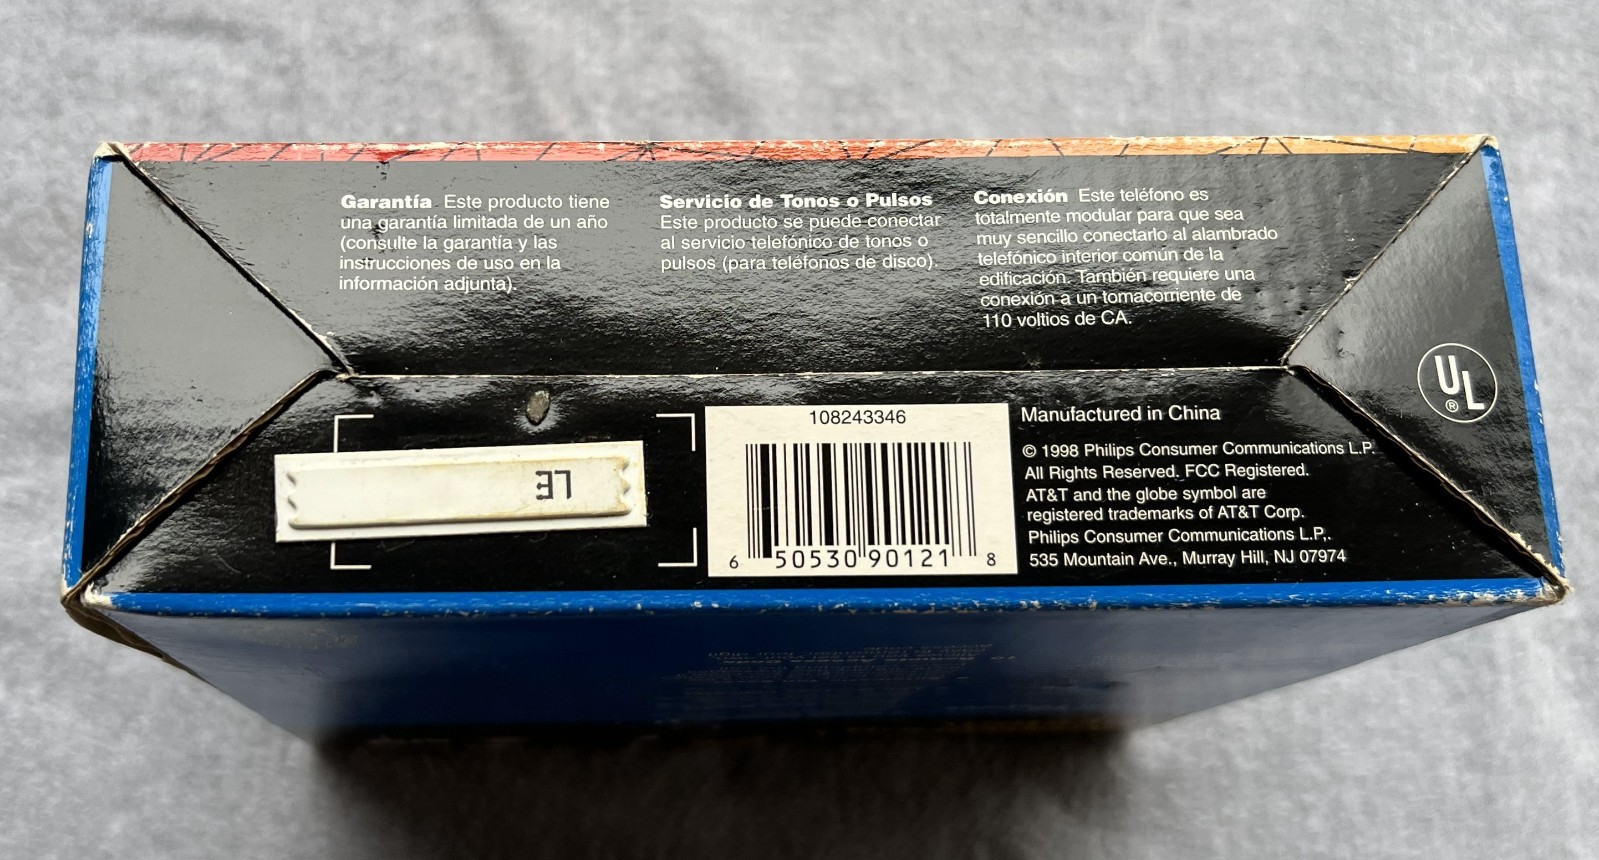 Garantía Este producto tiene
una garantía limitada de un año
(consulte la garantía y las
instrucciones de uso en la
información adjunta).
Servicio de Tonos o Pulsos
Este producto se puede conectar
al servicio telefónico de tonos o
pulsos (para teléfonos de disco).
Conexión Este teléfono es
totalmente modular para que sea
muy sencillo conectarlo al alambrado
telefónico interior común de la
edificación. También requiere una
conexión a un tomacorriente de
110 voltios de CA.
UL
®
37
108243346
6 50530 90121 8
Manufactured in China
© 1998 Philips Consumer Communications L.P.
All Rights Reserved. FCC Registered.
AT&T and the globe symbol are
registered trademarks of AT&T Corp.
Philips Consumer Communications L.P,.
535 Mountain Ave., Murray Hill, NJ 07974